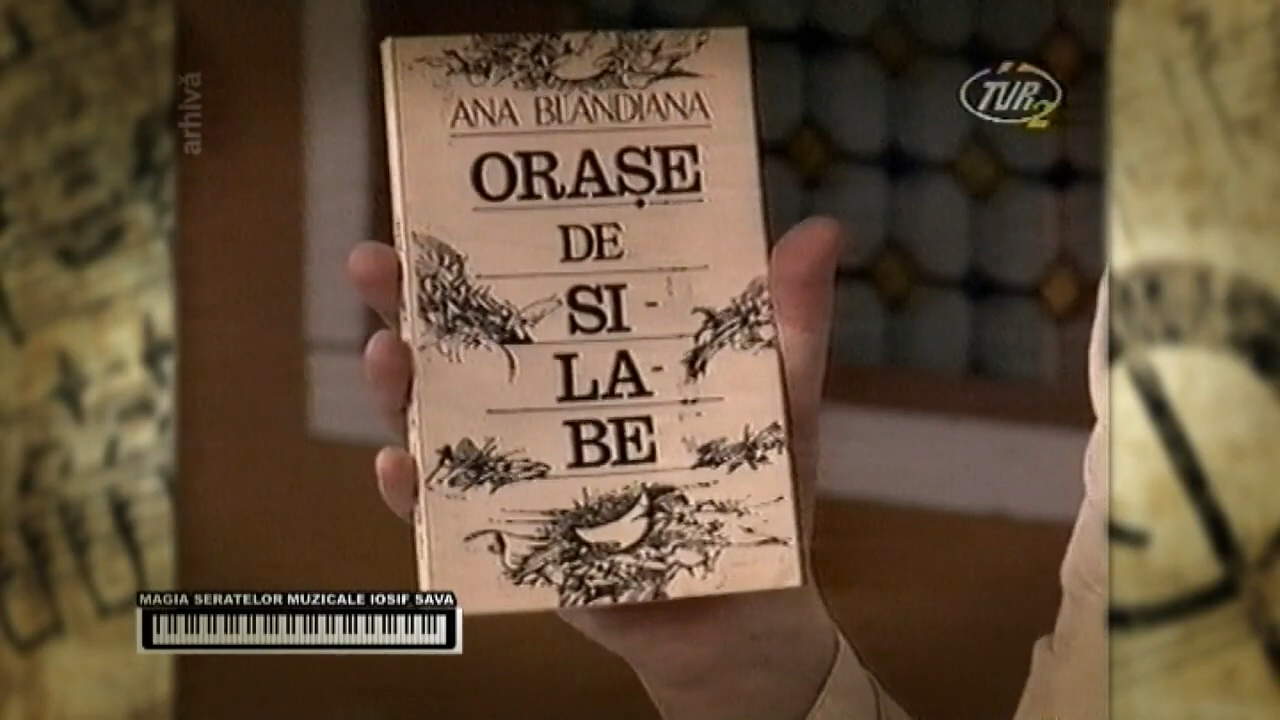 arhivă
TVR2
ANA BLANDIANA
ORAȘE
DE
SI-
LA-
BE
MAGIA SERATELOR MUZICALE IOSIF SAVA